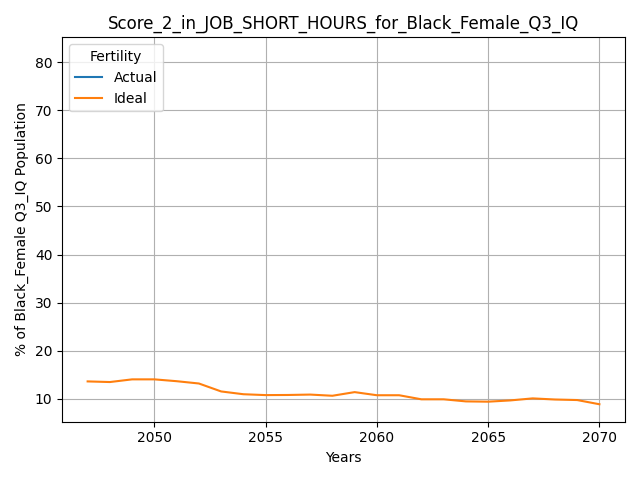 Score_2_in_JOB_SHORT_HOURS_for_Black_Female_Q3_IQ
Fertility
Actual
Ideal
% of Black_Female Q3_IQ Population
80
70
60
50
40
30
20
10
2050 2055 2060 2065 2070
Years